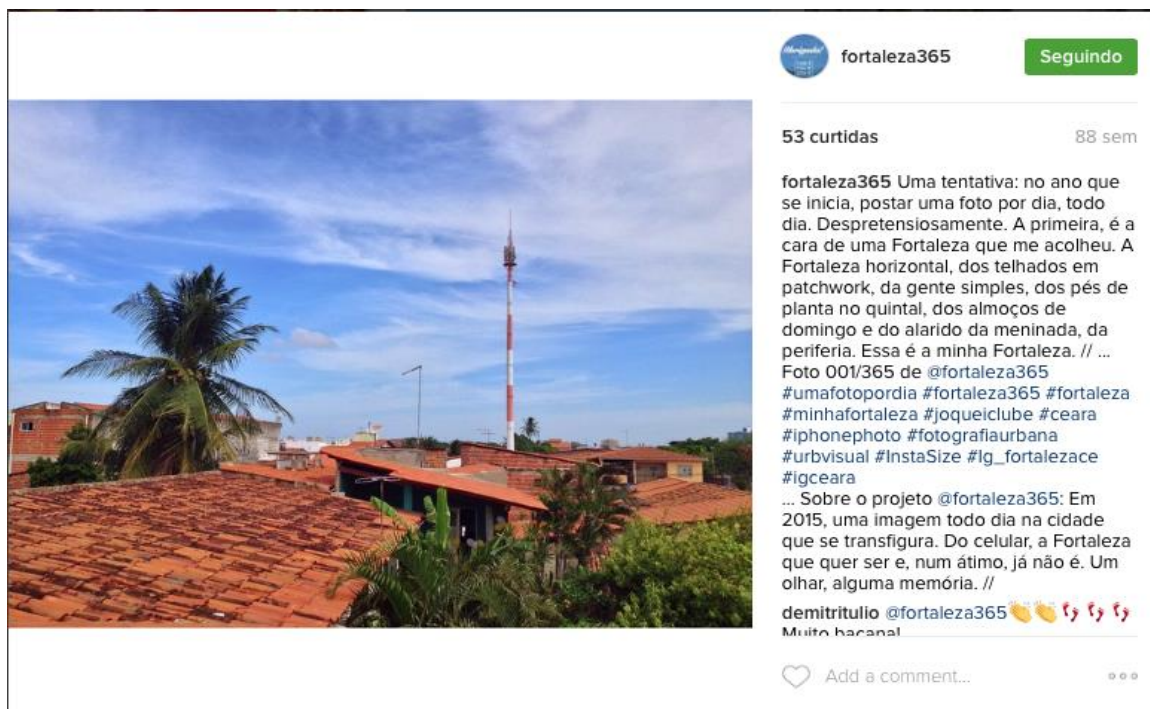 fortaleza365
Seguindo
53 curtidas
88 sem
fortaleza365 Uma tentativa: no ano que
se inicia, postar uma foto por dia, todo
dia. Despretensiosamente. A primeira, é a
cara de uma Fortaleza que me acolheu. A
Fortaleza horizontal, dos telhados em
patchwork, da gente simples, dos pés de
planta no quintal, dos almoços de
domingo e do alarido da meninada, da
periferia. Essa é a minha Fortaleza. // ...
Foto 001/365 de @fortaleza365
#umafotopordia #fortaleza365 #fortaleza
#minhafortaleza #joqueiclube #ceara
#iphonephoto #fotografiaurbana
#urbvisual #InstaSize #Ig_fortalezace
#igceara
... Sobre o projeto @fortaleza365: Em
2015, uma imagem todo dia na cidade
que se transfigura. Do celular, a Fortaleza
que quer ser e, num átimo, já não é. Um
olhar, alguma memória. //
demitritulio @fortaleza365👏👏👣👣👣
Muito bacana!
Add a comment...